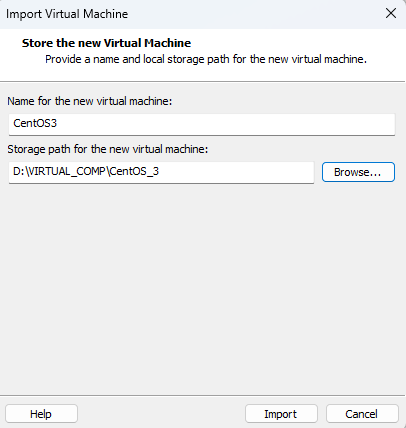 Import Virtual Machine
Store the new Virtual Machine
Provide a name and local storage path for the new virtual machine.
Name for the new virtual machine:
CentOS3
Storage path for the new virtual machine:
D:\VIRTUAL_COMP\CentOS_3
Browse...
Help
Import
Cancel